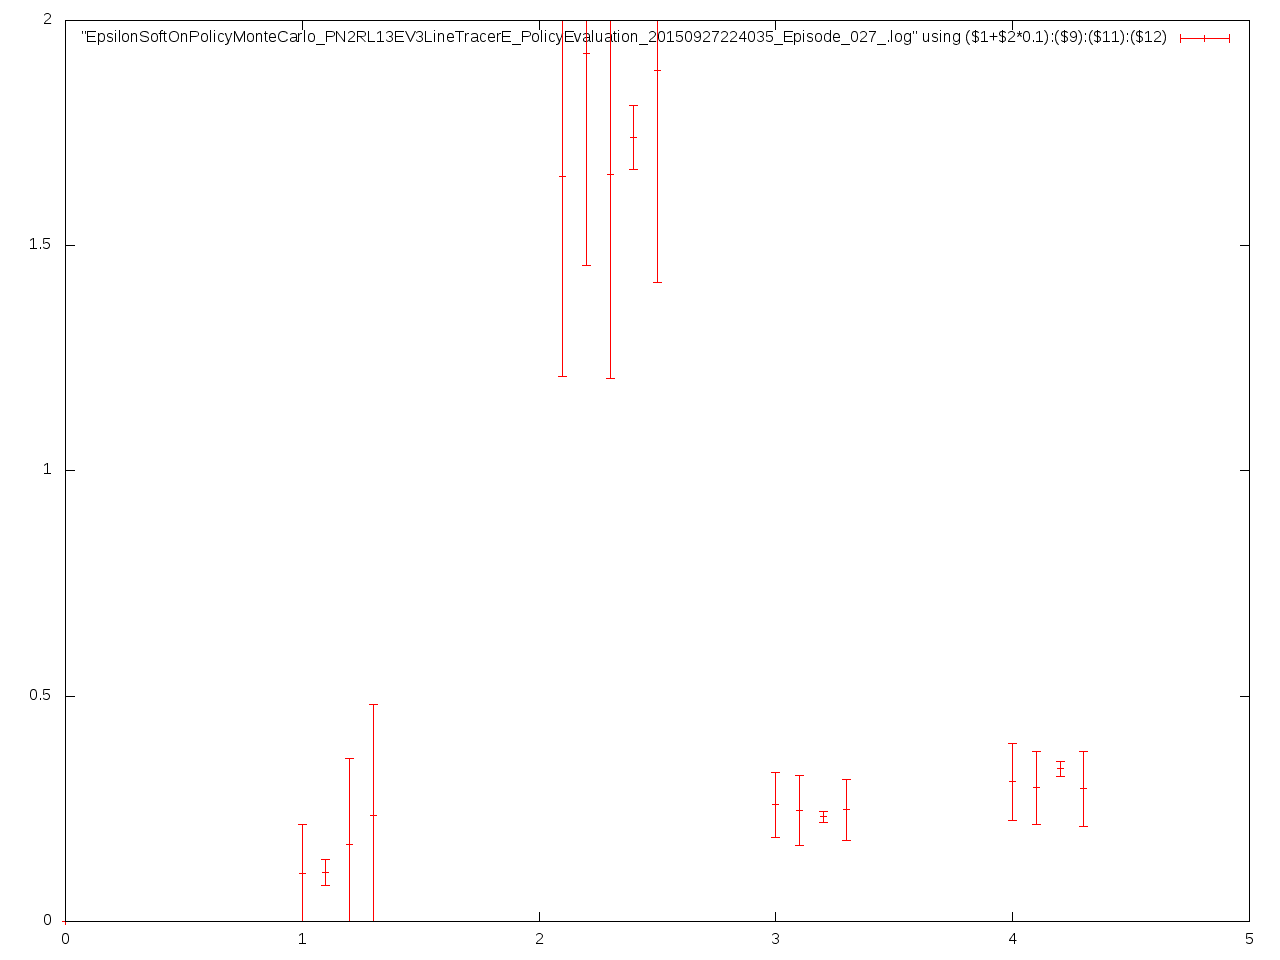 2
"EpsilonSoftOnPolicyMonteCarlo_PN2RL13EV3LineTracerE_PolicyEvaluation_20150927224035_Episode_027_.log" using ($1+$2*0.1):($9):($11):($12)
1.5
1
0.5
0
0 1 2 3 4 5